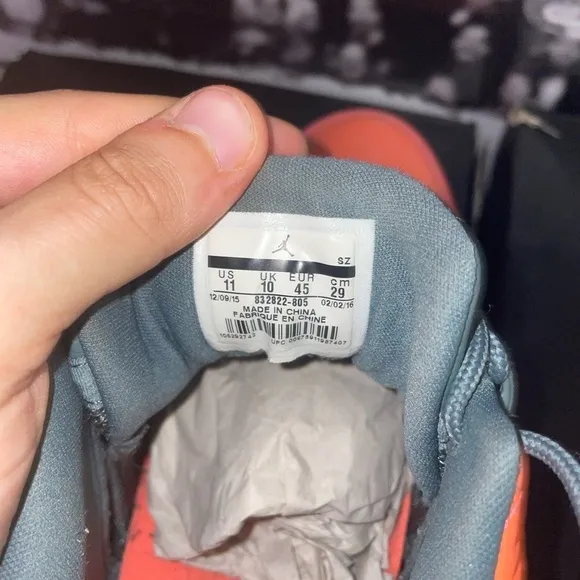 SZ
US UK EUR cm
11 10 45 29
12/09/15 832822-805 02/02/16
MADE IN CHINA
FABRIQUE EN CHINE
UPC